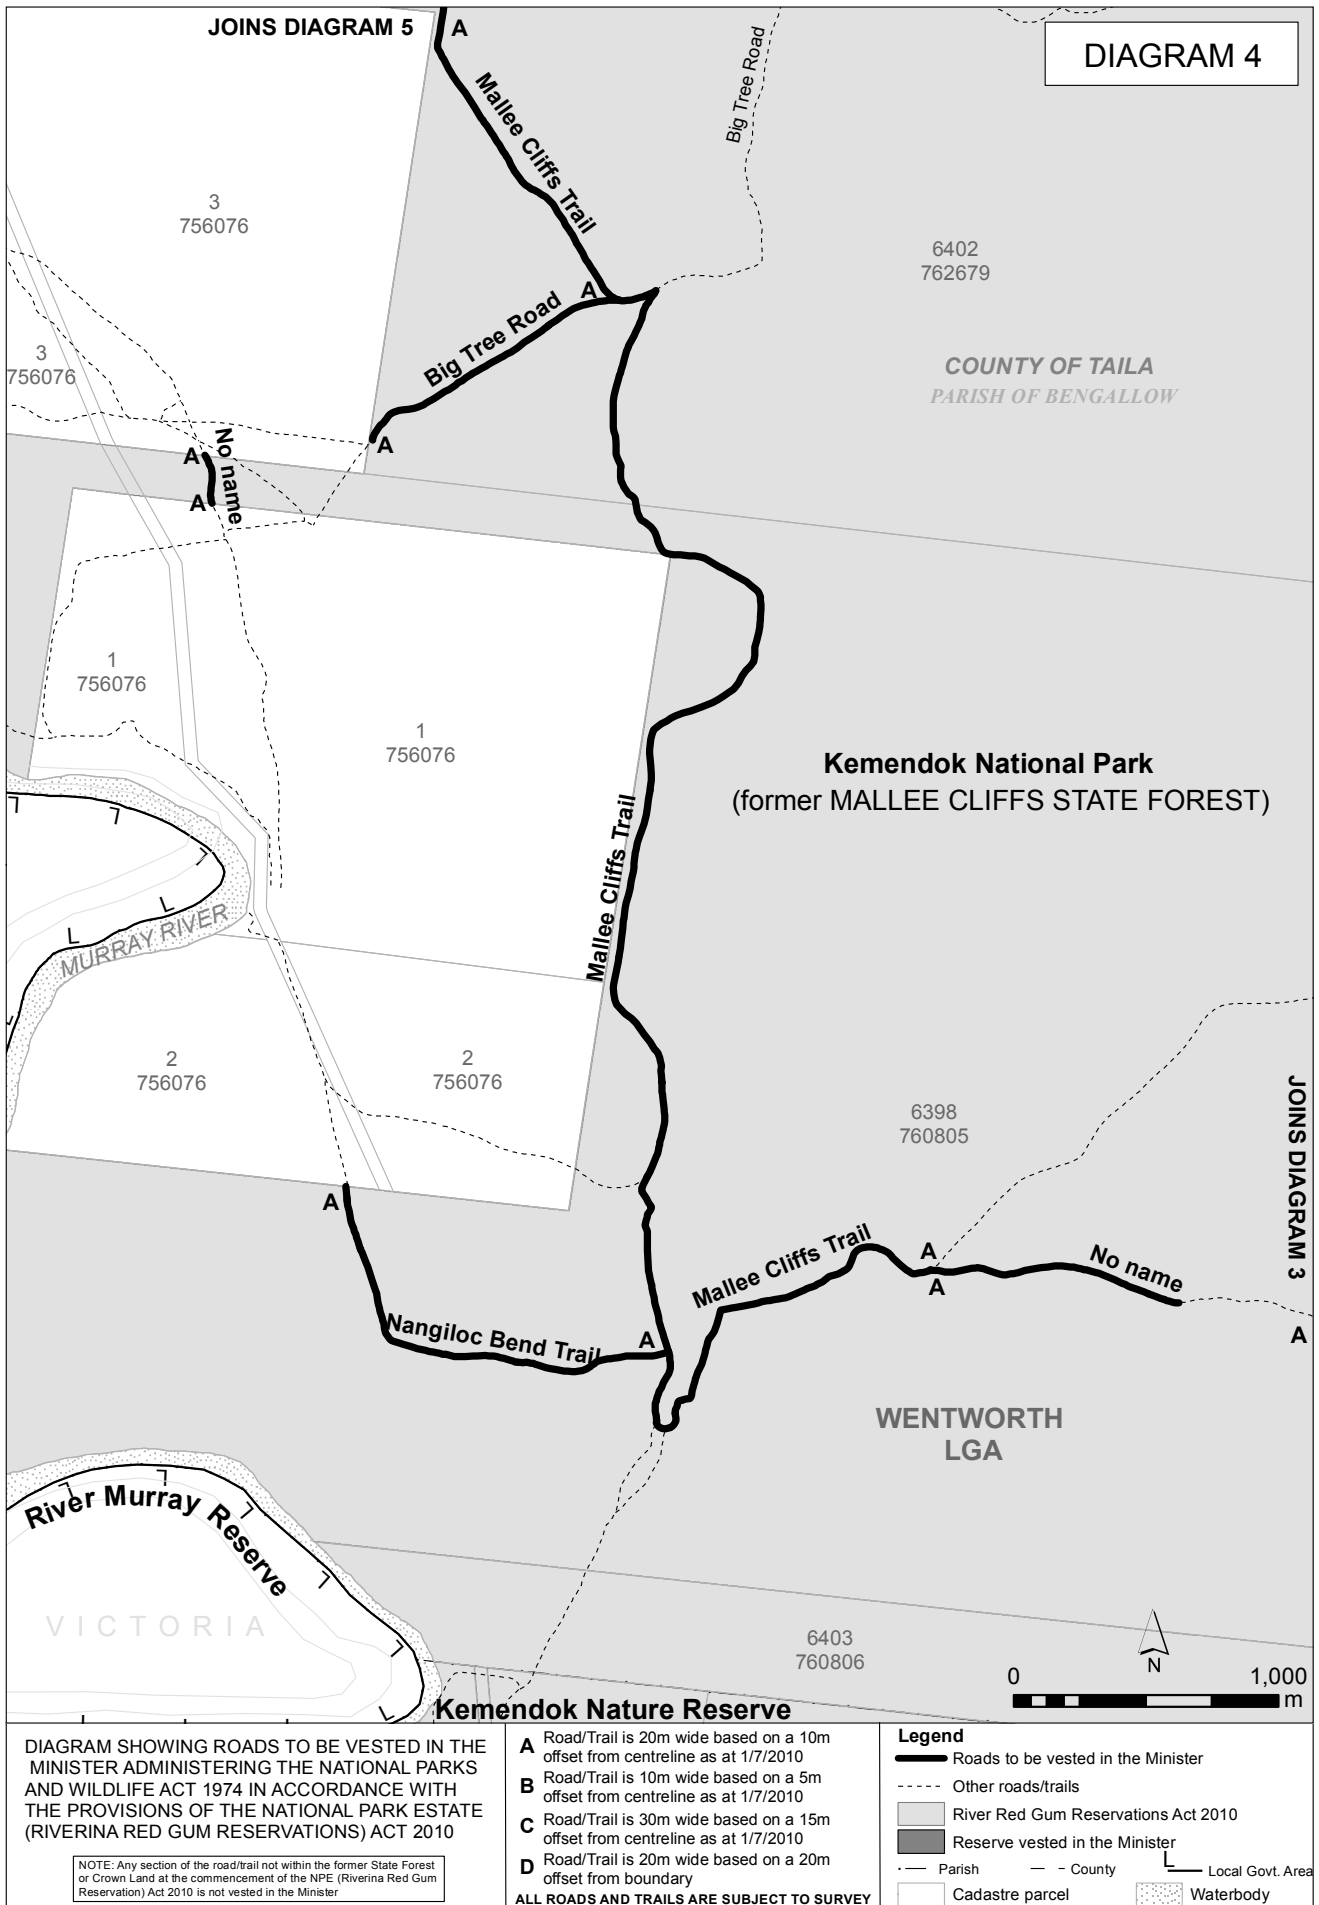 JOINS DIAGRAM 5
A
DIAGRAM 4
Big Tree Road
Mallee Cliffs Trail
3
756076
6402
762679
A
Big Tree Road
3
756076
COUNTY OF TAILA
PARISH OF BENGALLOW
A
No name
A
A
1
756076
1
756076
Kemendok National Park
(former MALLEE CLIFFS STATE FOREST)
Mallee Cliffs Trail
L
L
L
L
L
MURRAY RIVER
L
2
756076
2
756076
6398
760805
JOINS DIAGRAM 3
A
Mallee Cliffs Trail
A
A
No name
A
Nangiloc Bend Trail
A
WENTWORTH
LGA
L
L
L
L
L
L
River Murray Reserve
VICTORIA
6403
760806
N
0 1,000
m
Kemendok Nature Reserve
DIAGRAM SHOWING ROADS TO BE VESTED IN THE
MINISTER ADMINISTERING THE NATIONAL PARKS
AND WILDLIFE ACT 1974 IN ACCORDANCE WITH
THE PROVISIONS OF THE NATIONAL PARK ESTATE
(RIVERINA RED GUM RESERVATIONS) ACT 2010
NOTE: Any section of the road/trail not within the former State Forest
or Crown Land at the commencement of the NPE (Riverina Red Gum
Reservation) Act 2010 is not vested in the Minister
A Road/Trail is 20m wide based on a 10m
offset from centreline as at 1/7/2010
B Road/Trail is 10m wide based on a 5m
offset from centreline as at 1/7/2010
C Road/Trail is 30m wide based on a 15m
offset from centreline as at 1/7/2010
D Road/Trail is 20m wide based on a 20m
offset from boundary
ALL ROADS AND TRAILS ARE SUBJECT TO SURVEY
Legend
Roads to be vested in the Minister
Other roads/trails
River Red Gum Reservations Act 2010
Reserve vested in the Minister
Parish County L Local Govt. Area
Cadastre parcel Waterbody